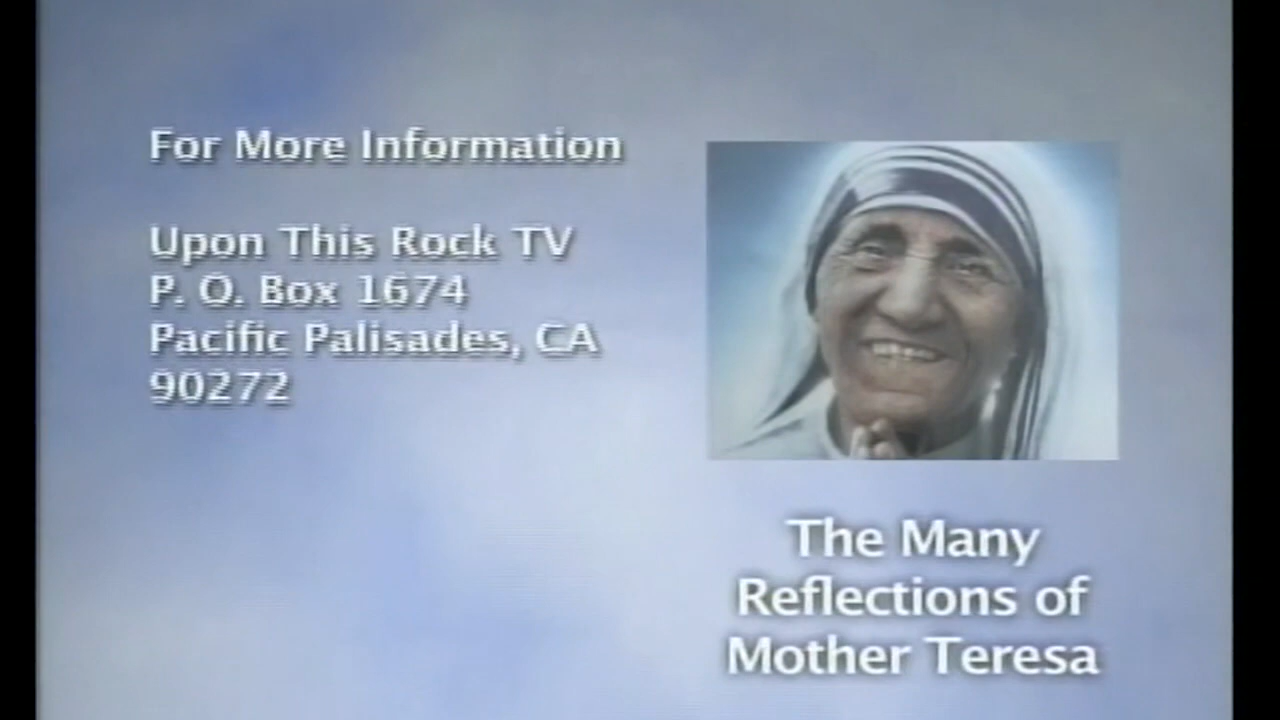 For More Information
Upon This Rock TV
P. O. Box 1674
Pacific Palisades, CA
90272
The Many
Reflections of
Mother Teresa